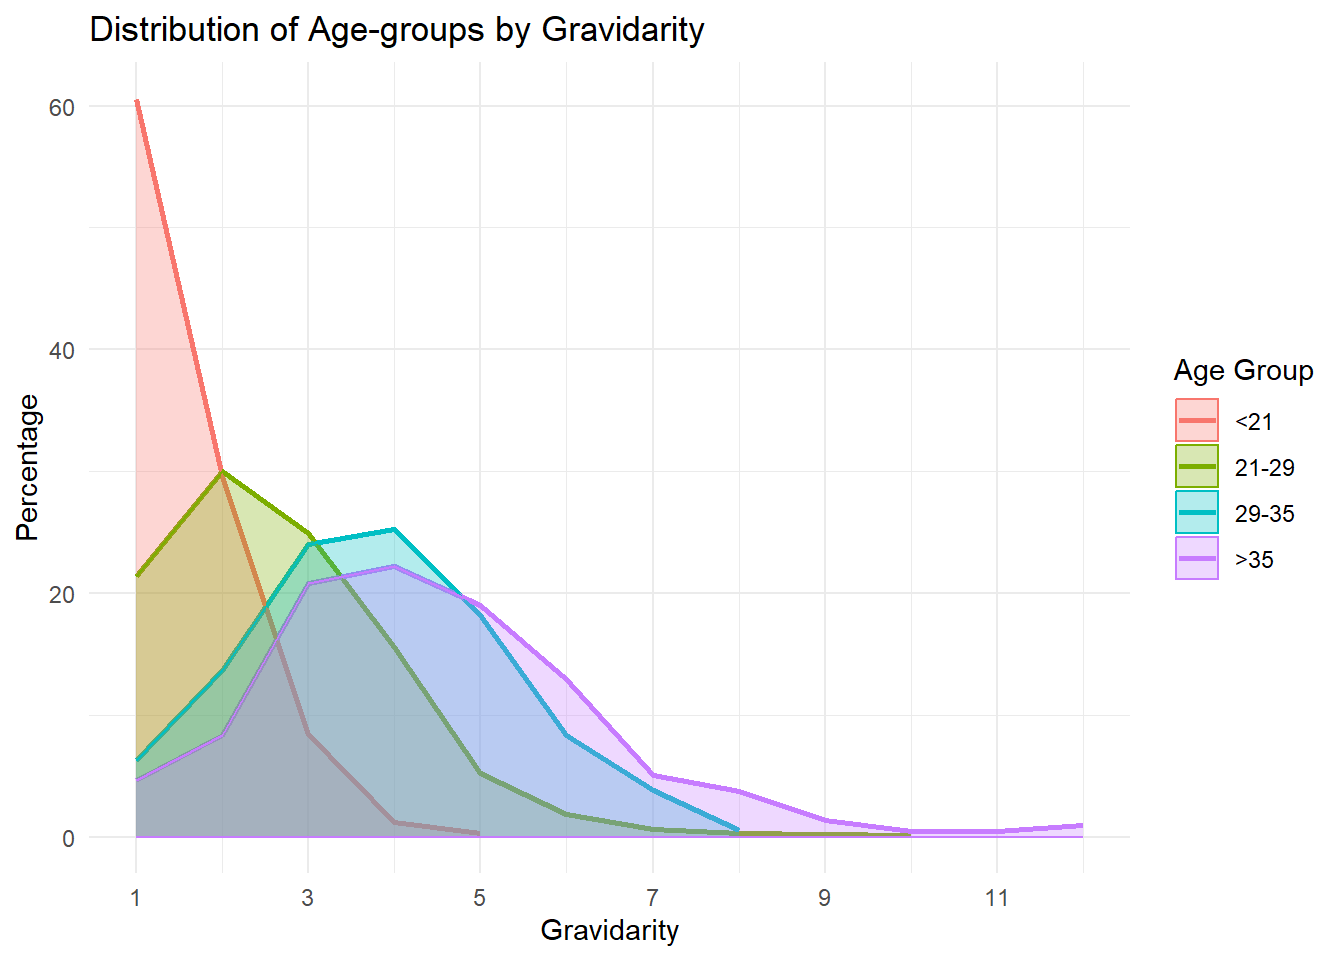 Distribution of Age-groups by Gravidarity
60
40
20
0
Percentage
1 3 5 7 9 11
Gravidarity
Age Group
<21
21-29
29-35
>35